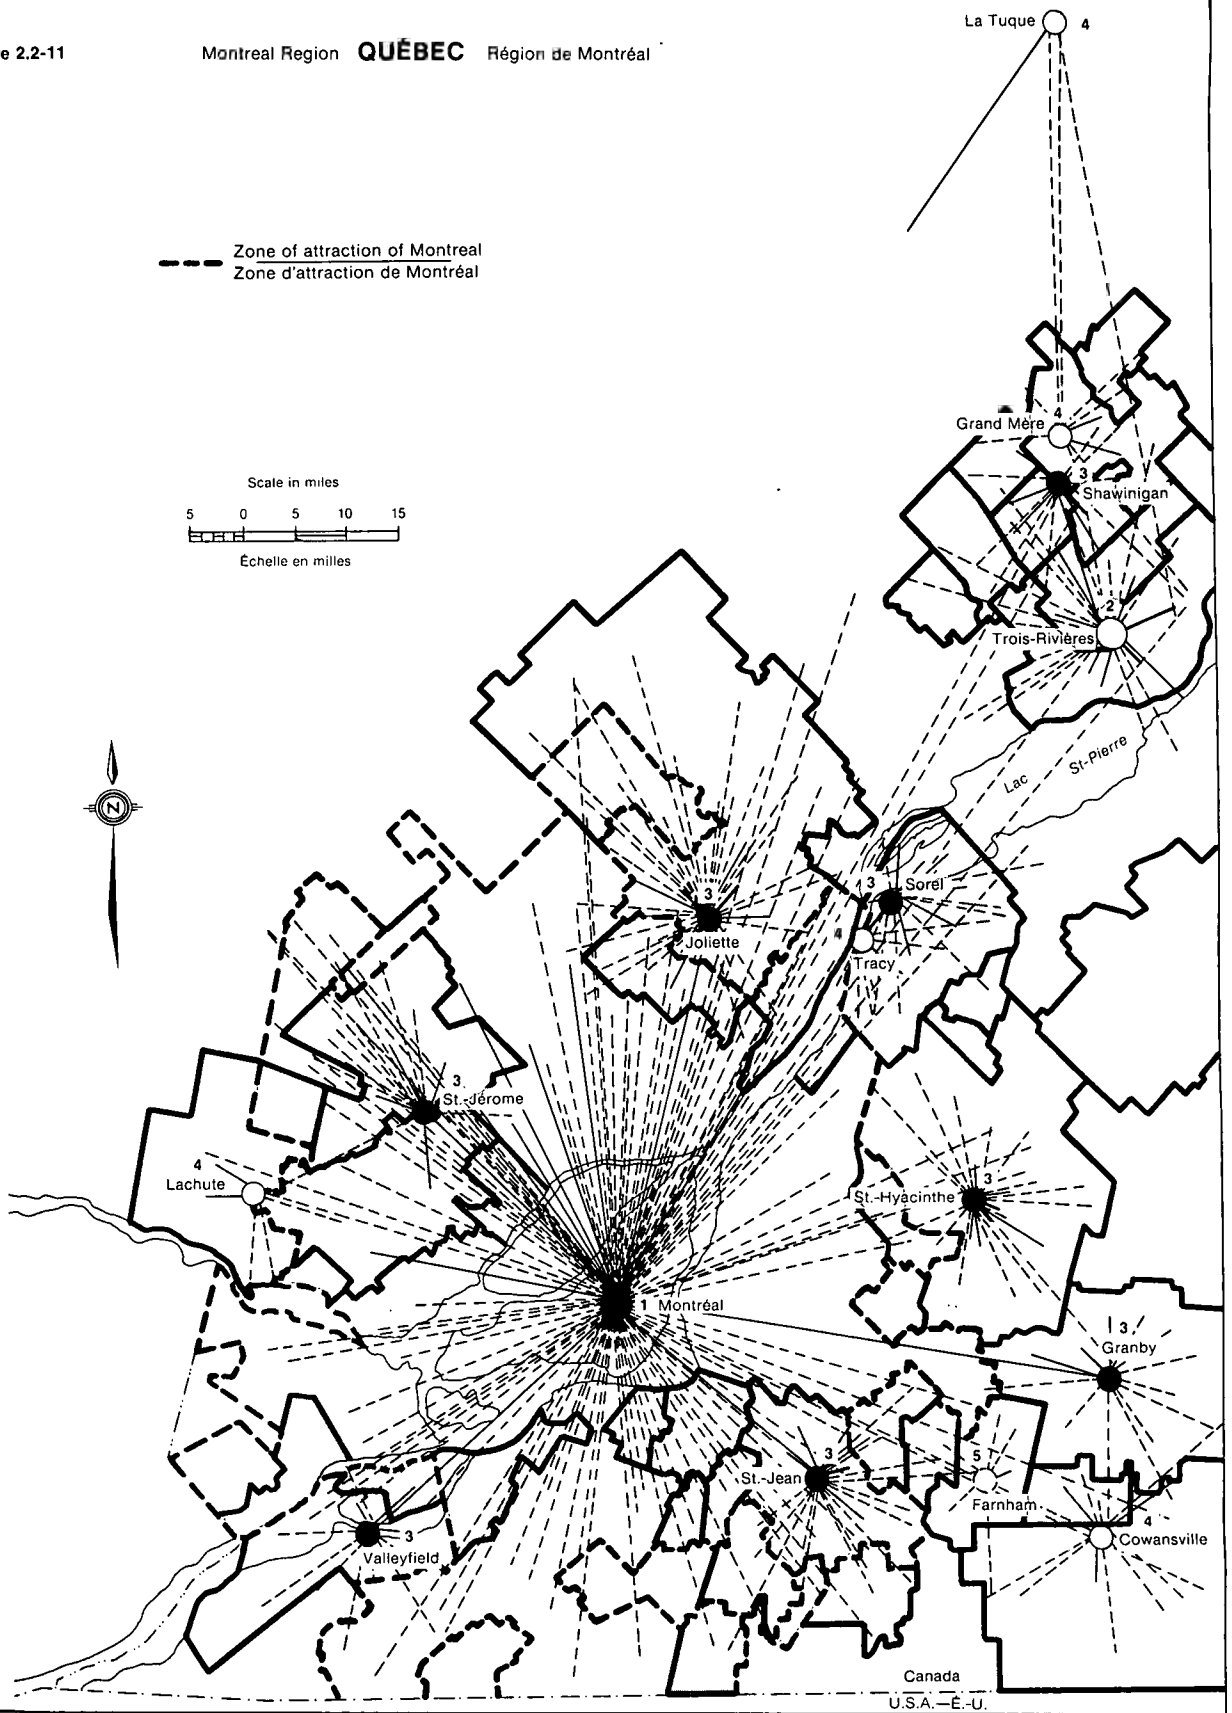 e 2.2-11
Montreal Region QUÉBEC Région de Montréal
La Tuque 4
Zone of attraction of Montreal
Zone d'attraction de Montréal
4
Grand Mère
3
Shawinigan
Scale in miles
5 0 5 10 15
Échelle en milles
2
Trois-Rivières
Lac St-Pierre
N
3
Sorel
3
Joliette
4
Tracy
3
St.-Jérome
4
Lachute
3
St.-Hyacinthe
1 Montréal
3
Granby
3
St.-Jean
5
Farnham
4
Cowansville
3
Valleyfield
Canada
U.S.A.—É.-U.